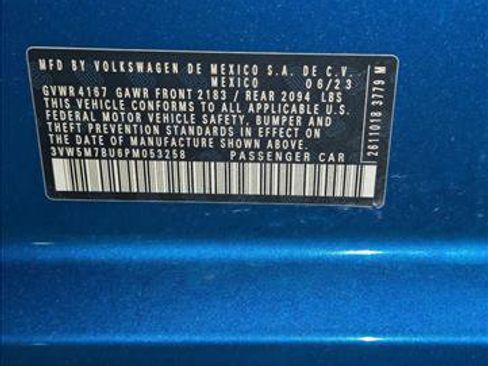 MFD BY VOLKSWAGEN DE MEXICO S.A. DE C.V.
MEXICO 06/23
GVWR 4167 GAWR FRONT 2183 / REAR 2094 LBS
THIS VEHICLE CONFORMS TO ALL APPLICABLE U.S.
FEDERAL MOTOR VEHICLE SAFETY, BUMPER AND
THEFT PREVENTION STANDARDS IN EFFECT ON
THE DATE OF MANUFACTURE SHOWN ABOVE.
3VW5M7BU6PM053258 PASSENGER CAR
2611018 3779 M